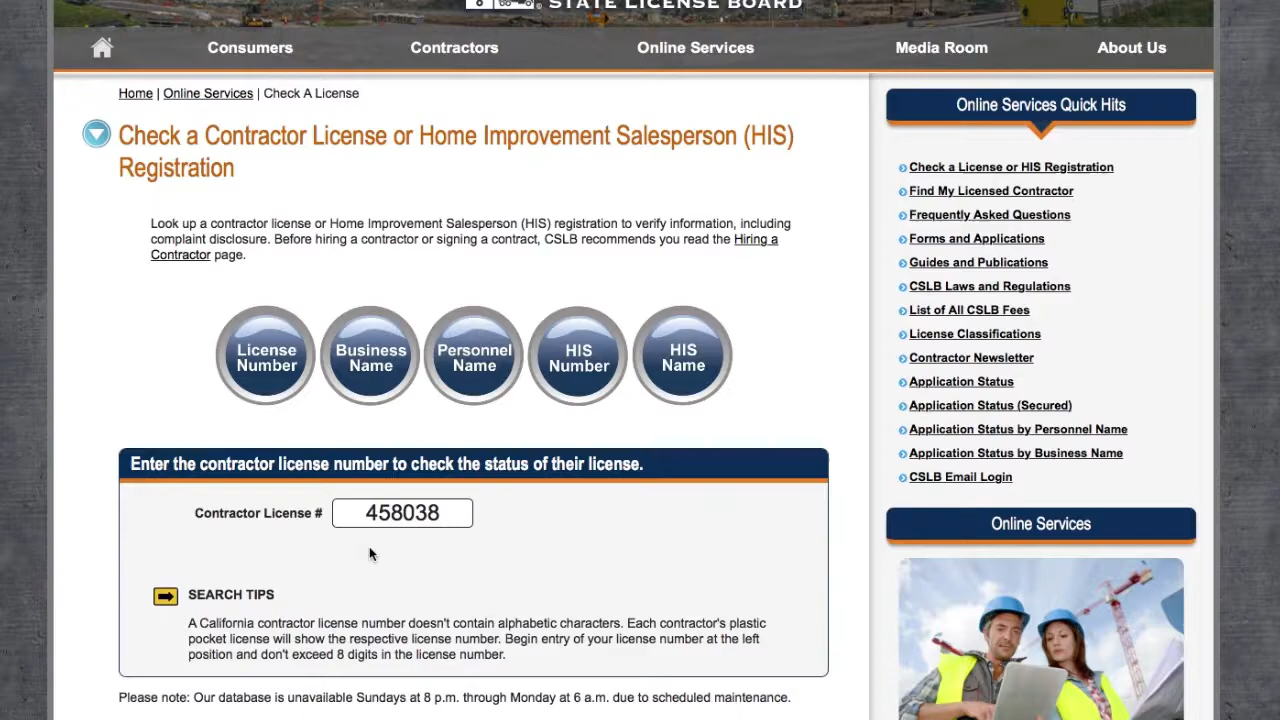 STATE LICENSE BOARD
Consumers
Contractors
Online Services
Media Room
About Us
Home | Online Services | Check A License
Check a Contractor License or Home Improvement Salesperson (HIS)
Registration
Look up a contractor license or Home Improvement Salesperson (HIS) registration to verify information, including
complaint disclosure. Before hiring a contractor or signing a contract, CSLB recommends you read the Hiring a
Contractor page.
License
Number
Business
Name
Personnel
Name
HIS
Number
HIS
Name
Enter the contractor license number to check the status of their license.
Contractor License # 458038
SEARCH TIPS
A California contractor license number doesn't contain alphabetic characters. Each contractor's plastic
pocket license will show the respective license number. Begin entry of your license number at the left
position and don't exceed 8 digits in the license number.
Please note: Our database is unavailable Sundays at 8 p.m. through Monday at 6 a.m. due to scheduled maintenance.
Online Services Quick Hits
Check a License or HIS Registration
Find My Licensed Contractor
Frequently Asked Questions
Forms and Applications
Guides and Publications
CSLB Laws and Regulations
List of All CSLB Fees
License Classifications
Contractor Newsletter
Application Status
Application Status (Secured)
Application Status by Personnel Name
Application Status by Business Name
CSLB Email Login
Online Services